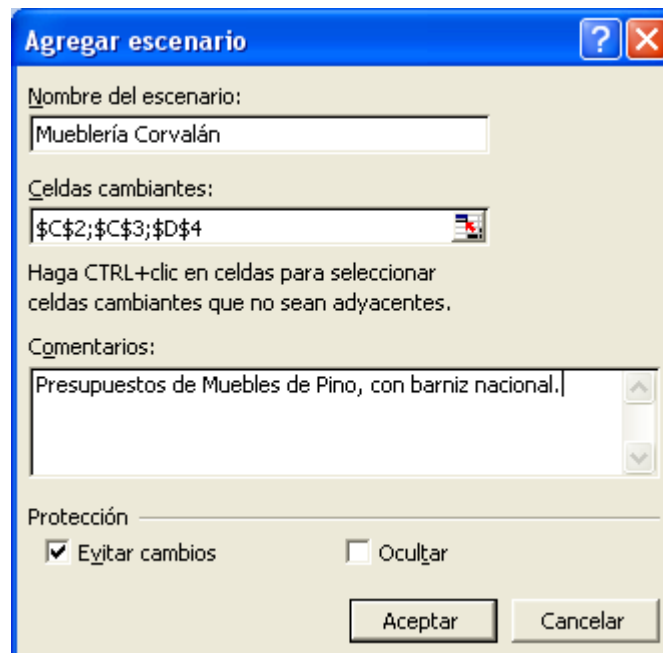 Agregar escenario
Nombre del escenario:
Mueblería Corvalán
Celdas cambiantes:
$C$2;$C$3;$D$4
Haga CTRL+clic en celdas para seleccionar
celdas cambiantes que no sean adyacentes.
Comentarios:
Presupuestos de Muebles de Pino, con barniz nacional.
Protección
Evitar cambios
Ocultar
Aceptar
Cancelar